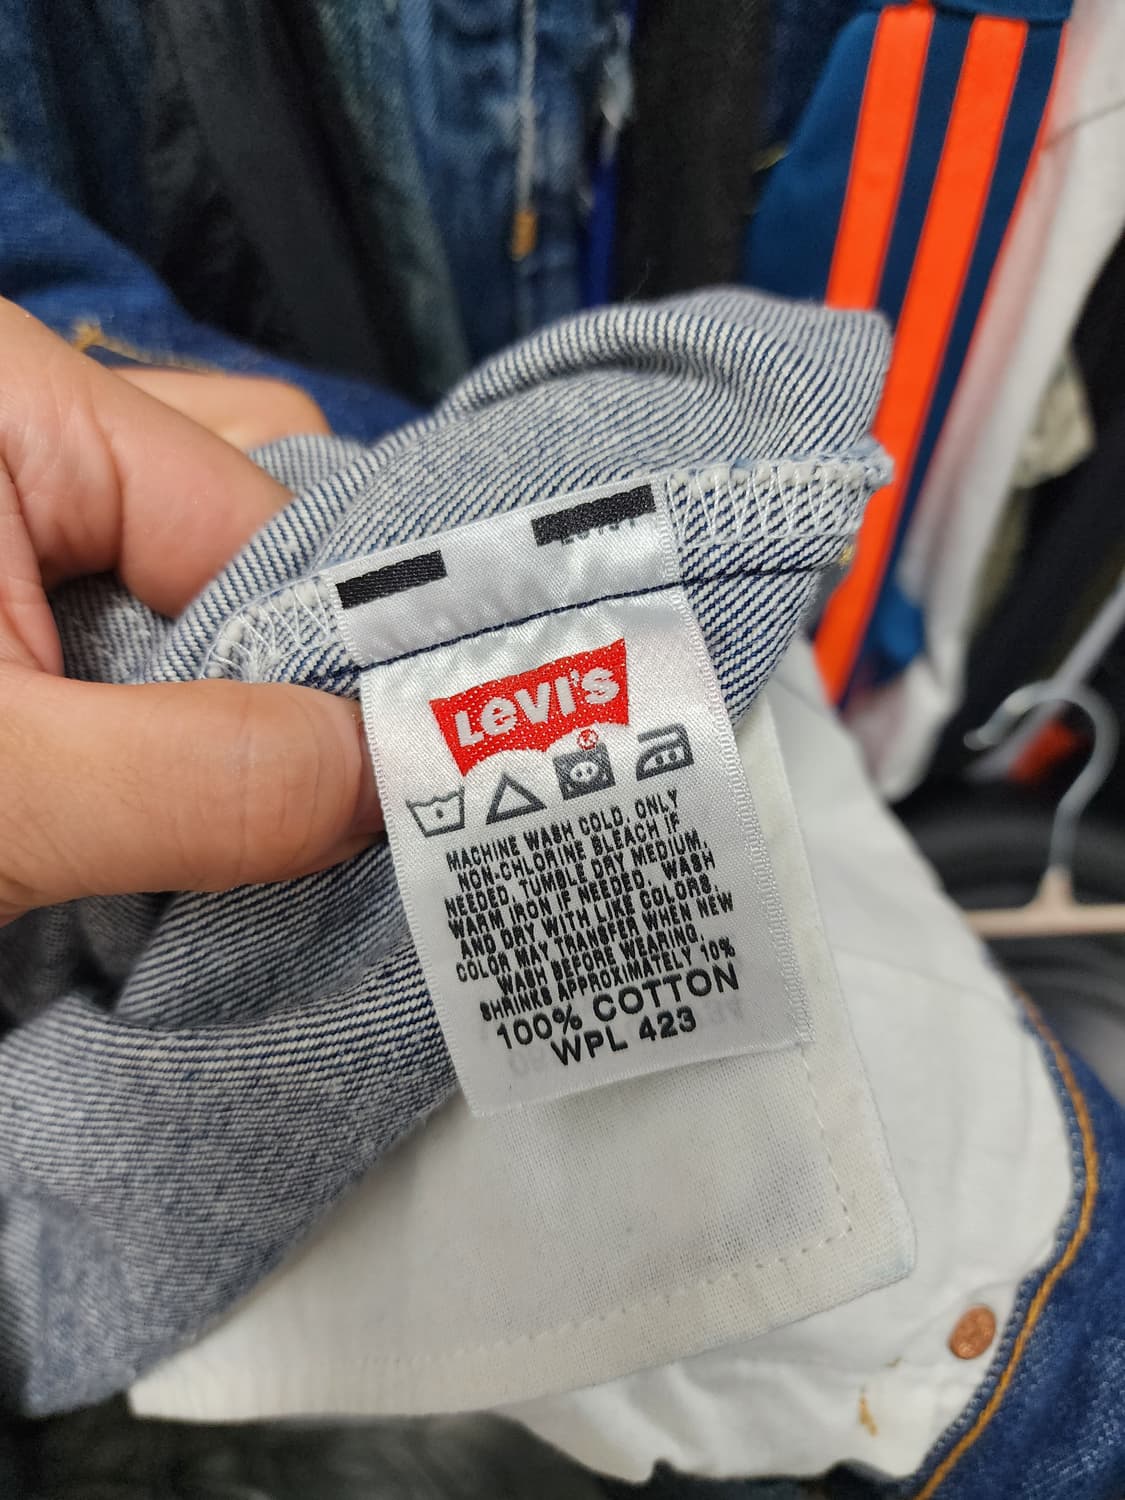 LeVI'S
®
MACHINE WASH COLD. ONLY
NON-CHLORINE BLEACH IF
NEEDED. TUMBLE DRY MEDIUM.
WARM IRON IF NEEDED. WASH
AND DRY WITH LIKE COLORS.
COLOR MAY TRANSFER WHEN NEW
WASH BEFORE WEARING.
SHRINKS APPROXIMATELY 10%
100% COTTON
WPL 423